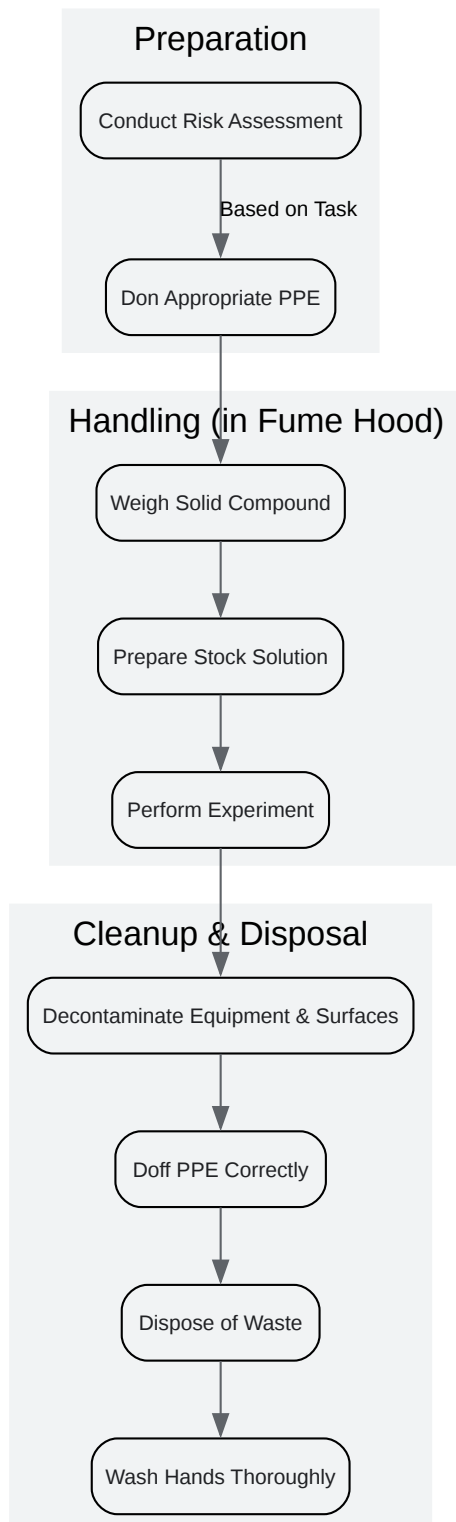 Preparation
Conduct Risk Assessment
Based on Task
Don Appropriate PPE
Handling (in Fume Hood)
Weigh Solid Compound
Prepare Stock Solution
Perform Experiment
Cleanup & Disposal
Decontaminate Equipment & Surfaces
Doff PPE Correctly
Dispose of Waste
Wash Hands Thoroughly